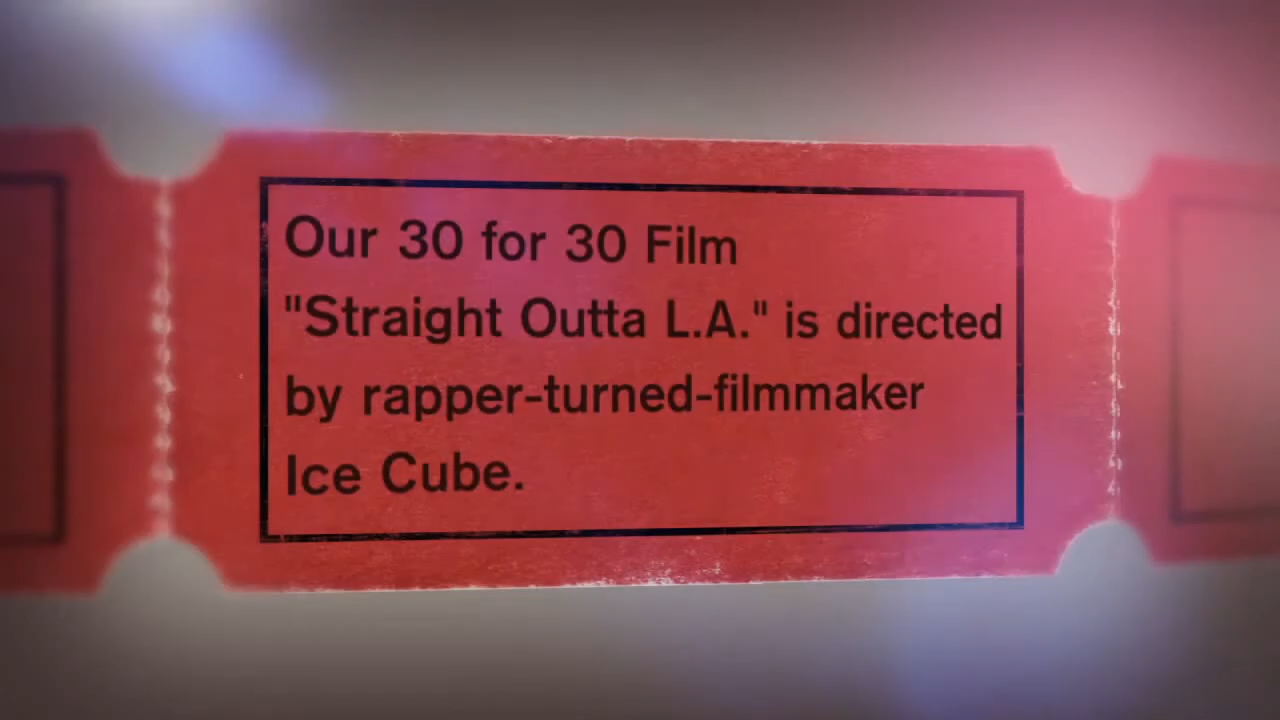 Our 30 for 30 Film
"Straight Outta L.A." is directed
by rapper-turned-filmmaker
Ice Cube.